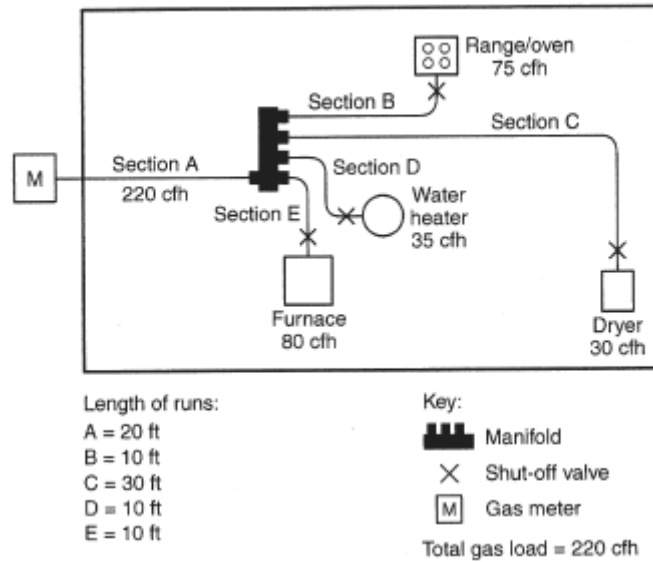 Range/oven
75 cfh
Section B
Section C
Section A
220 cfh
M
Section D
Water
heater
35 cfh
Section E
Furnace
80 cfh
Dryer
30 cfh
Length of runs:
A = 20 ft
B = 10 ft
C = 30 ft
D = 10 ft
E = 10 ft
Key:
Manifold
Shut-off valve
M Gas meter
Total gas load = 220 cfh